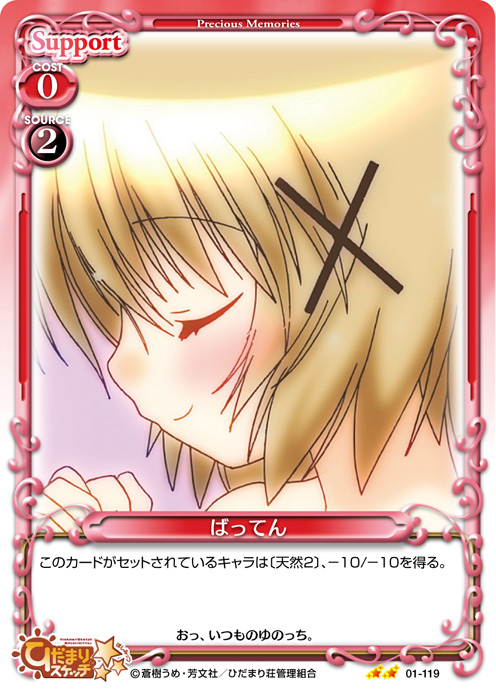 Precious Memories
Support
COST
0
SOURCE
2
ばってん
このカードがセットされているキャラは〔天然2〕、－10/－10を得る。
おっ、いつものゆのっち。
ひだまりスケッチ
©蒼樹うめ・芳文社／ひだまり荘管理組合
01-119